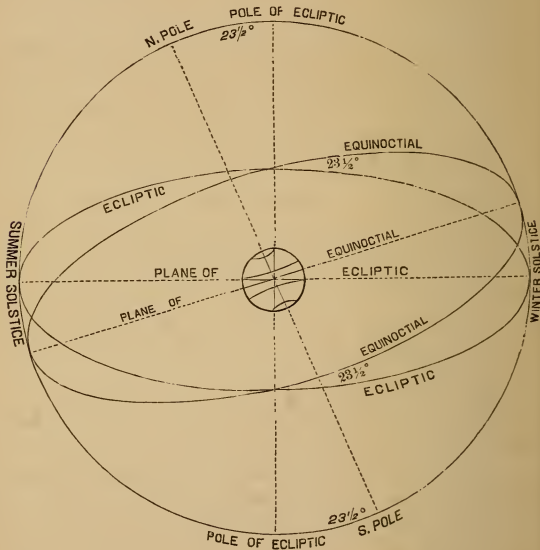 POLE OF ECLIPTIC
N. POLE
23½°
EQUINOCTIAL
23½°
ECLIPTIC
SUMMER SOLSTICE
WINTER SOLSTICE
EQUINOCTIAL
PLANE OF
ECLIPTIC
PLANE OF
EQUINOCTIAL
23½°
ECLIPTIC
23½°
S. POLE
POLE OF ECLIPTIC